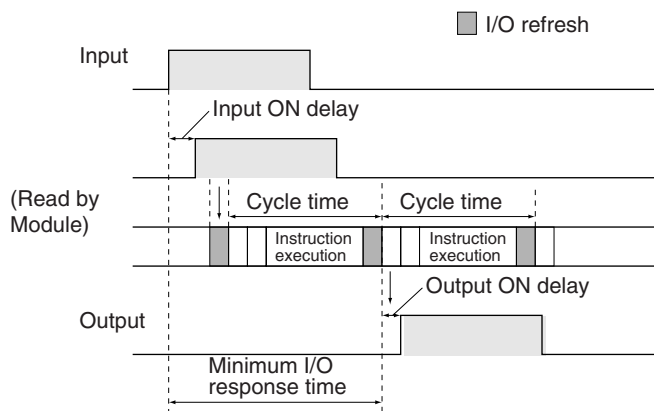 I/O refresh
Input
Input ON delay
(Read by
Module)
Cycle time
Cycle time
Instruction
execution
Instruction
execution
Output ON delay
Output
Minimum I/O
response time